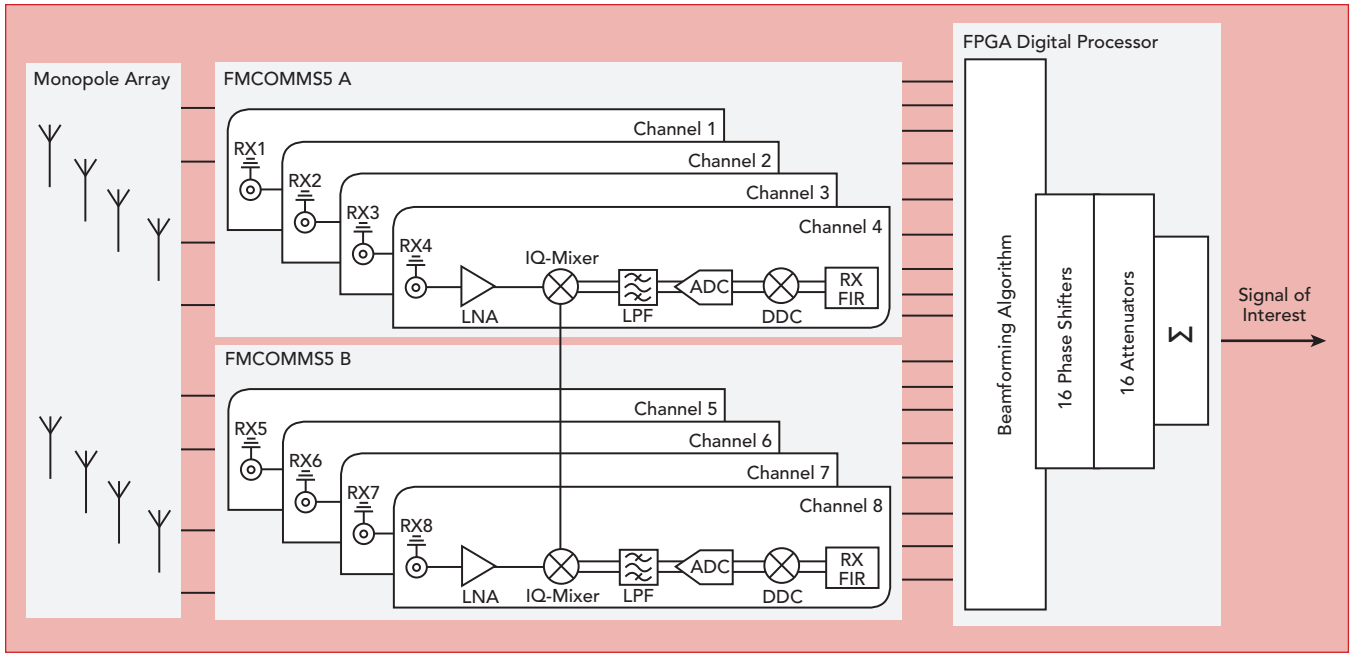 Monopole Array
FMCOMMS5 A
Channel 1
RX1
Channel 2
RX2
Channel 3
RX3
Channel 4
RX4
LNA
IQ-Mixer
LPF
ADC
DDC
RX
FIR
FMCOMMS5 B
Channel 5
RX5
Channel 6
RX6
Channel 7
RX7
Channel 8
RX8
LNA
IQ-Mixer
LPF
ADC
DDC
RX
FIR
FPGA Digital Processor
Beamforming Algorithm
16 Phase Shifters
16 Attenuators
Σ
Signal of
Interest